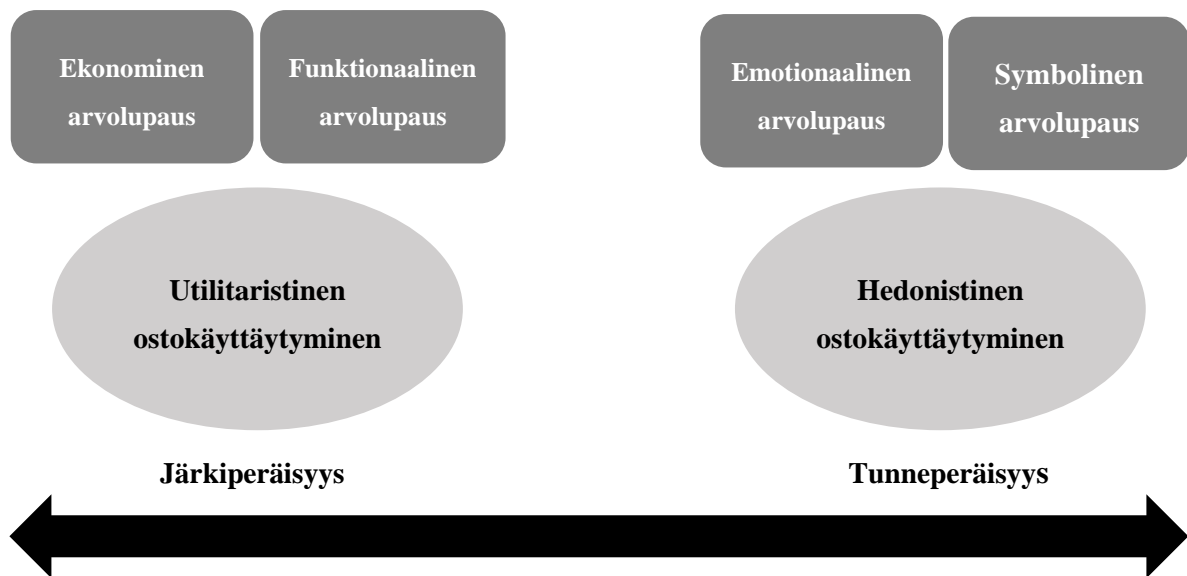 Ekonominen
arvolupaus
Funktionaalinen
arvolupaus
Emotionaalinen
arvolupaus
Symbolinen
arvolupaus
Utilitaristinen
ostokäyttäytyminen
Hedonistinen
ostokäyttäytyminen
Järkiperäisyys
Tunneperäisyys